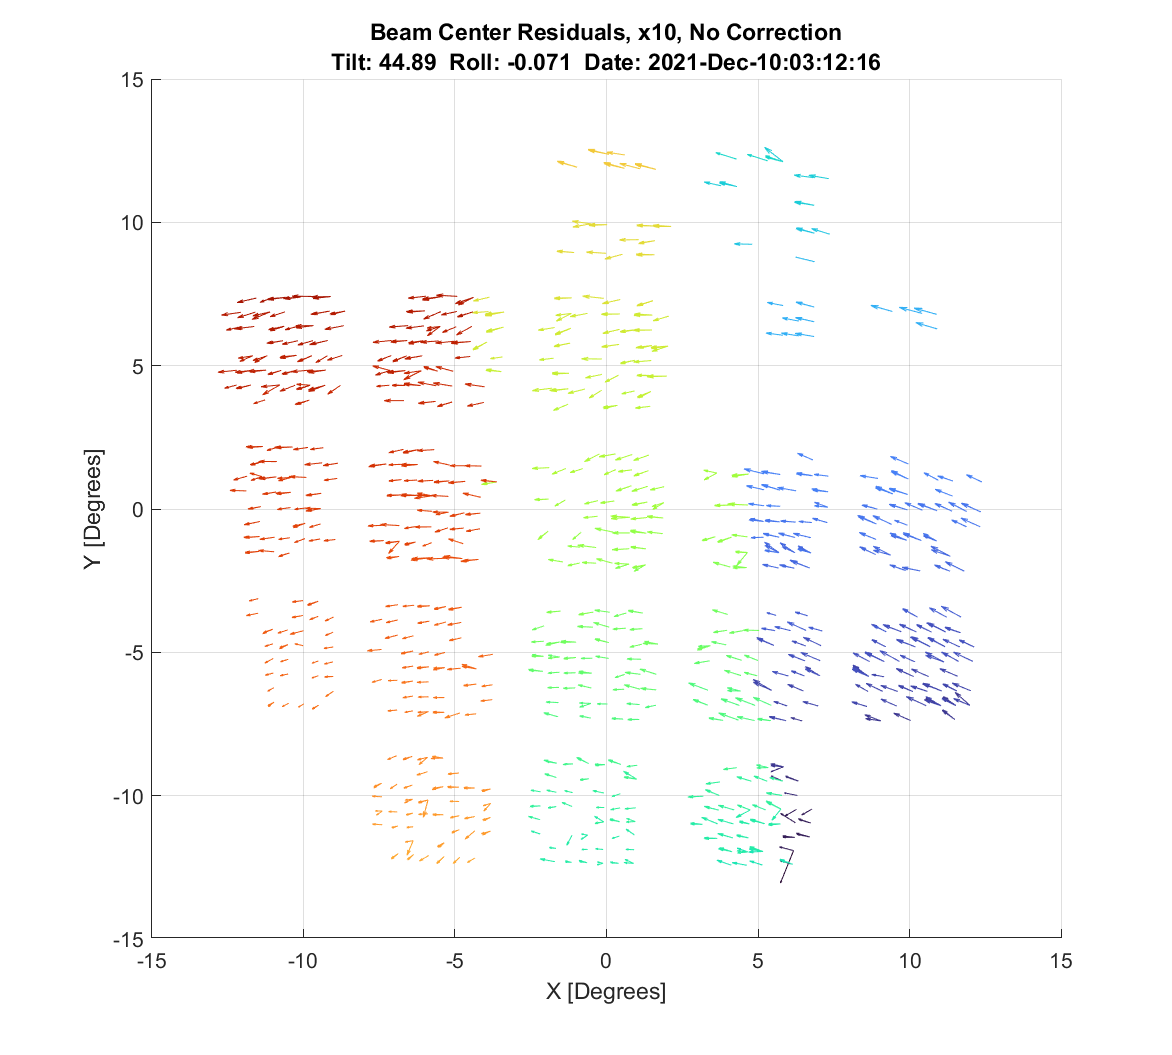 Beam Center Residuals, x10, No Correction
Tilt: 44.89 Roll: -0.071 Date: 2021-Dec-10:03:12:16
15
10
5
0
-5
-10
-15
Y [Degrees]
-15 -10 -5 0 5 10 15
X [Degrees]